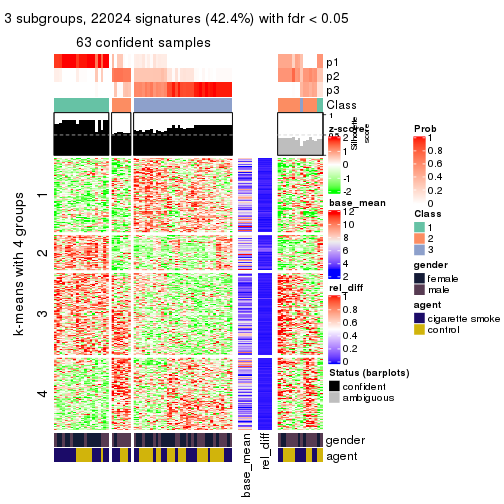 3 subgroups, 22024 signatures (42.4%) with fdr < 0.05
63 confident samples
p1
p2
p3
Class
1
Silhouette
score
z-score
2
1
0
-1
-2
base_mean
12
10
8
6
4
2
rel_diff
1
0.8
0.6
0.4
0.2
0
Status (barplots)
confident
ambiguous
Prob
1
0.8
0.6
0.4
0.2
0
Class
1
2
3
gender
female
male
agent
cigarette smoke
control
k-means with 4 groups
1
2
3
4
gender
agent
base_mean
rel_diff